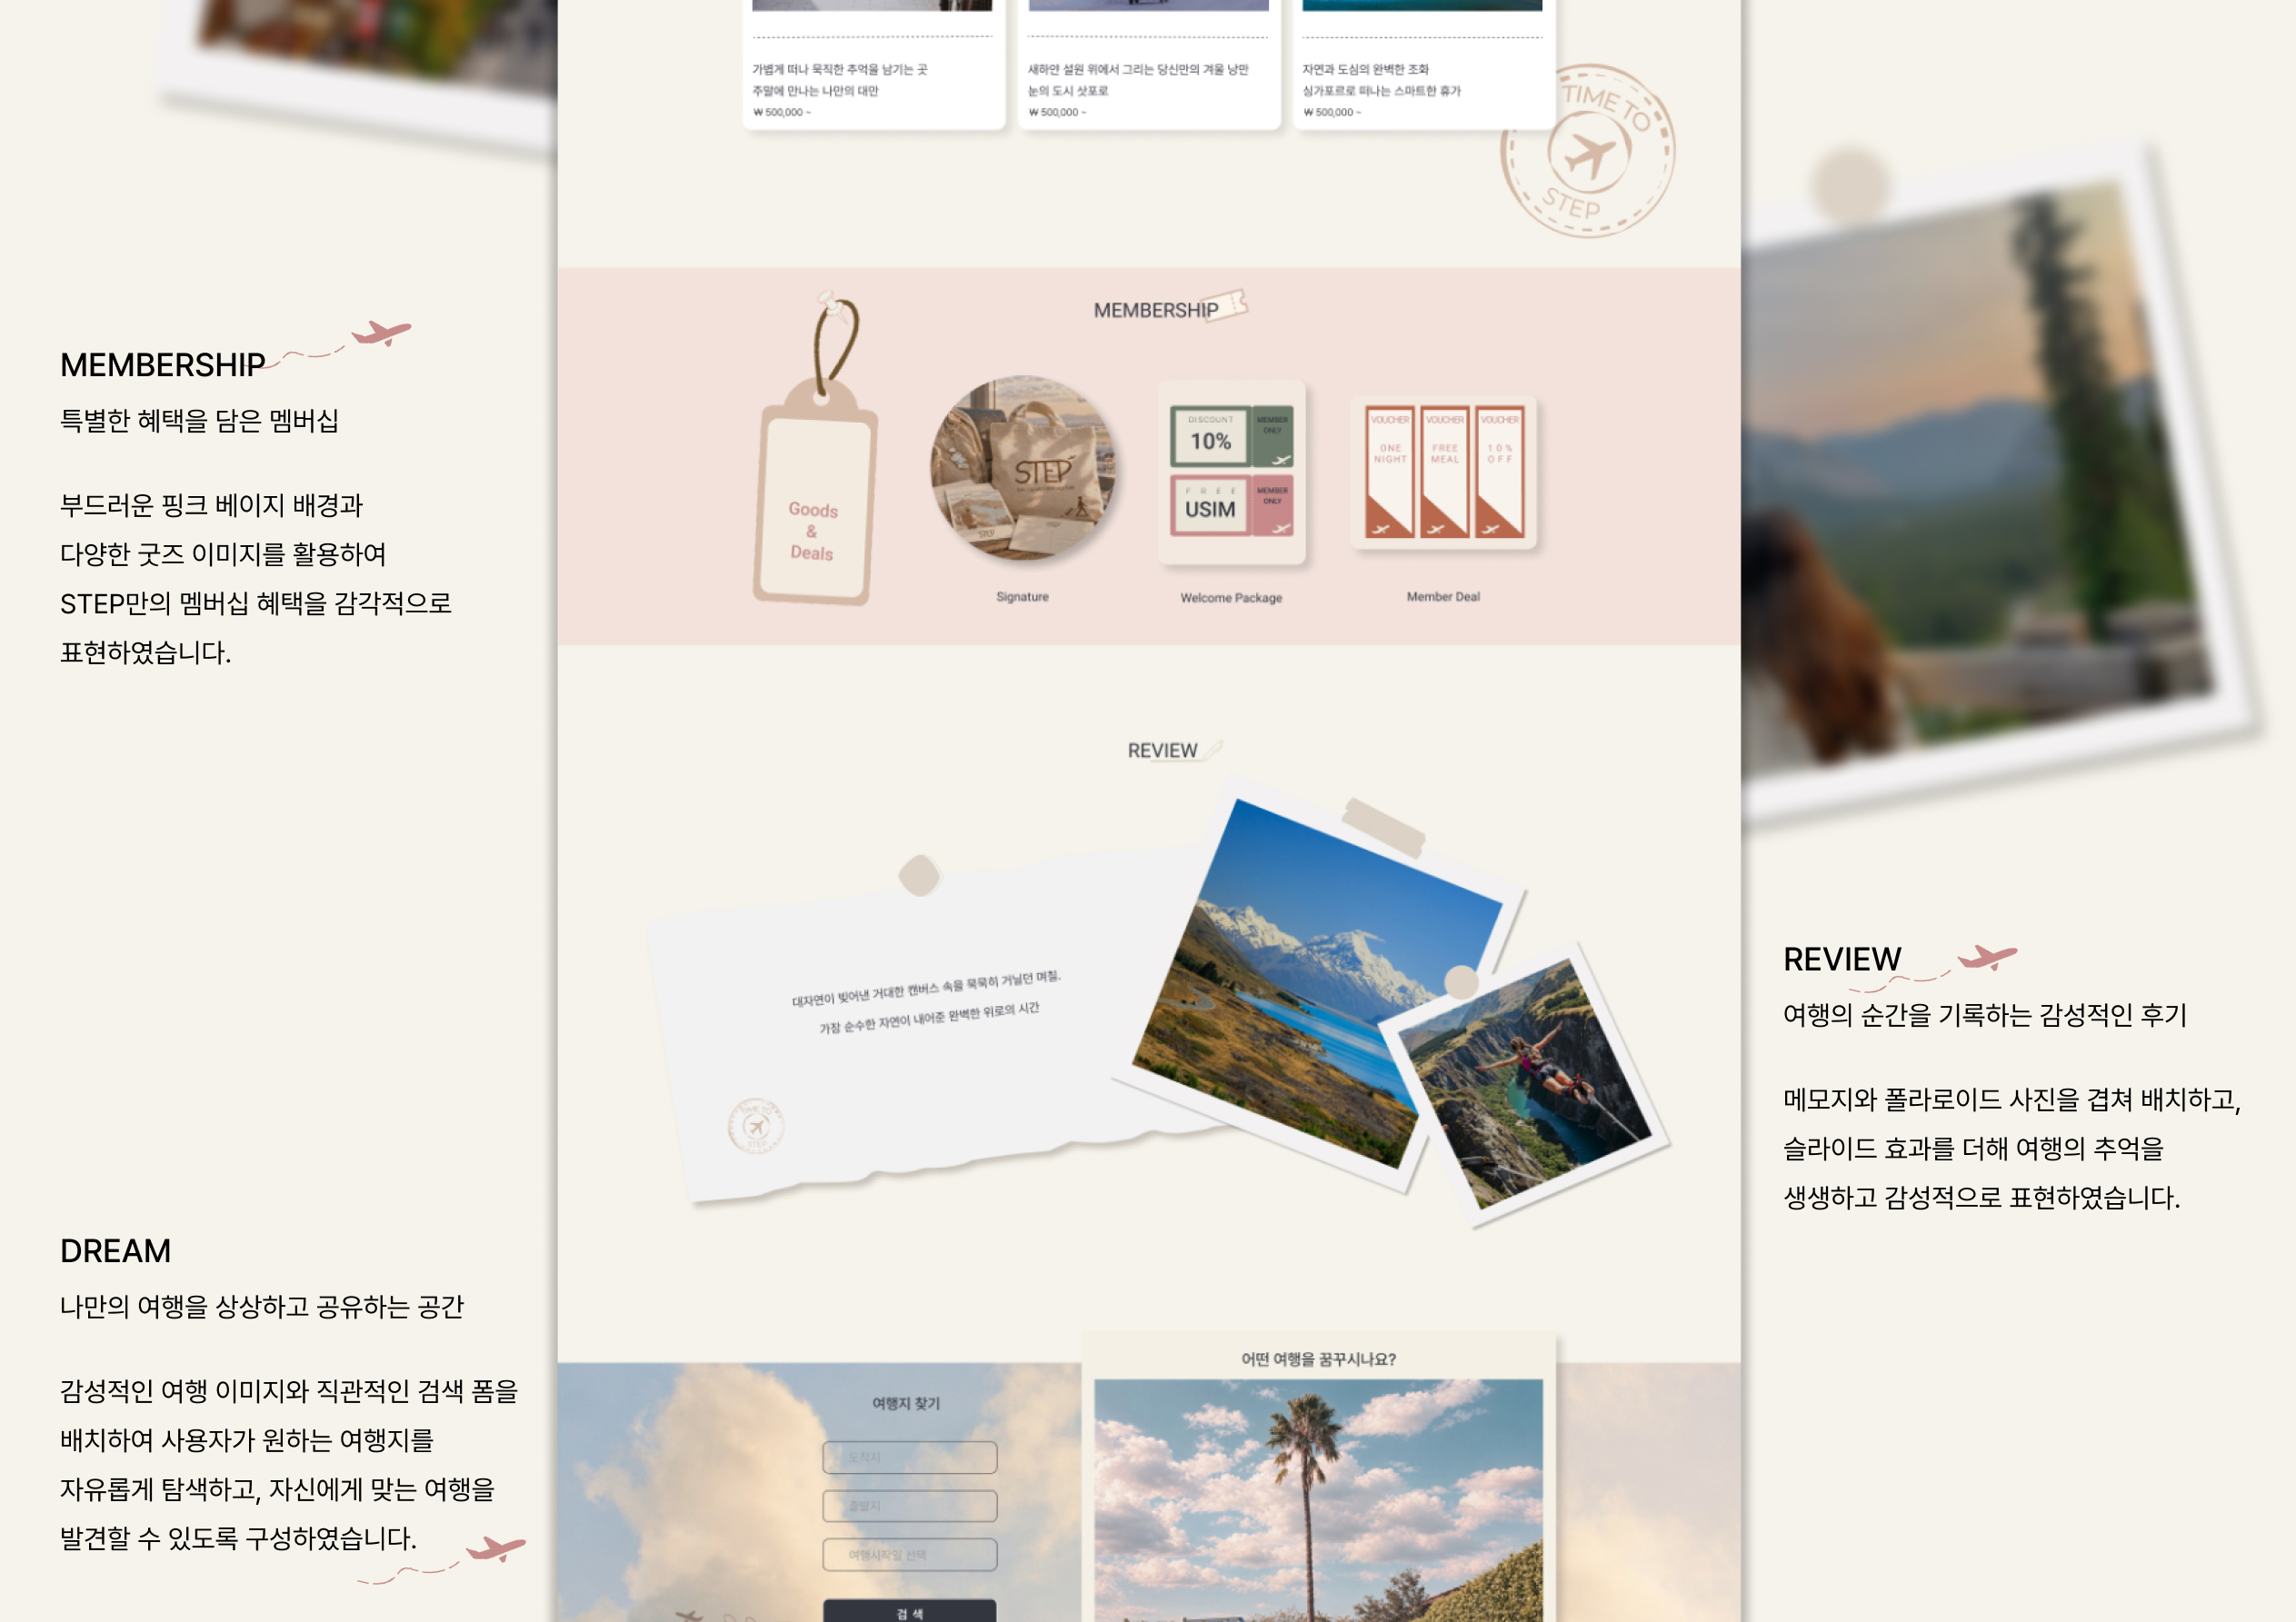 가볍게 떠나 묵직한 추억을 남기는 곳
주말에 만나는 나만의 대만
₩ 500,000 ~
새하얀 설원 위에서 그리는 당신만의 겨울 낭만
눈의 도시 삿포로
₩ 500,000 ~
자연과 도심의 완벽한 조화
싱가포르로 떠나는 스마트한 휴가
₩ 500,000 ~
TIME TO
STEP
MEMBERSHIP
특별한 혜택을 담은 멤버십
부드러운 핑크 베이지 배경과
다양한 굿즈 이미지를 활용하여
STEP만의 멤버십 혜택을 감각적으로
표현하였습니다.
MEMBERSHIP
Goods
&
Deals
STEP
Signature
DISCOUNT
10%
MEMBER
ONLY
FREE
USIM
MEMBER
ONLY
Welcome Package
VOUCHER
ONE
NIGHT
VOUCHER
FREE
MEAL
VOUCHER
10%
OFF
Member Deal
REVIEW
대자연이 빚어낸 거대한 캔버스 속을 묵묵히 거닐던 며칠.
가장 순수한 자연이 내어준 완벽한 위로의 시간
TIME TO
STEP
REVIEW
여행의 순간을 기록하는 감성적인 후기
메모지와 폴라로이드 사진을 겹쳐 배치하고,
슬라이드 효과를 더해 여행의 추억을
생생하고 감성적으로 표현하였습니다.
DREAM
나만의 여행을 상상하고 공유하는 공간
감성적인 여행 이미지와 직관적인 검색 폼을
배치하여 사용자가 원하는 여행지를
자유롭게 탐색하고, 자신에게 맞는 여행을
발견할 수 있도록 구성하였습니다.
여행지 찾기
도착지
출발지
여행시작일 선택
검 색
어떤 여행을 꿈꾸시나요?